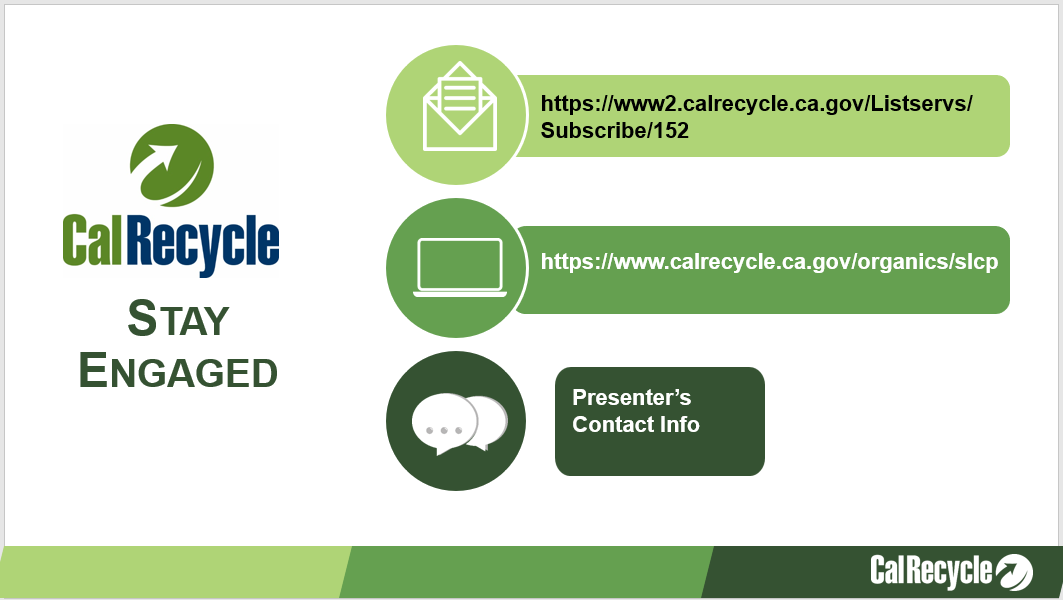 CalRecycle
STAY
ENGAGED
https://www2.calrecycle.ca.gov/Listservs/
Subscribe/152
https://www.calrecycle.ca.gov/organics/slcp
Presenter’s
Contact Info
CalRecycle